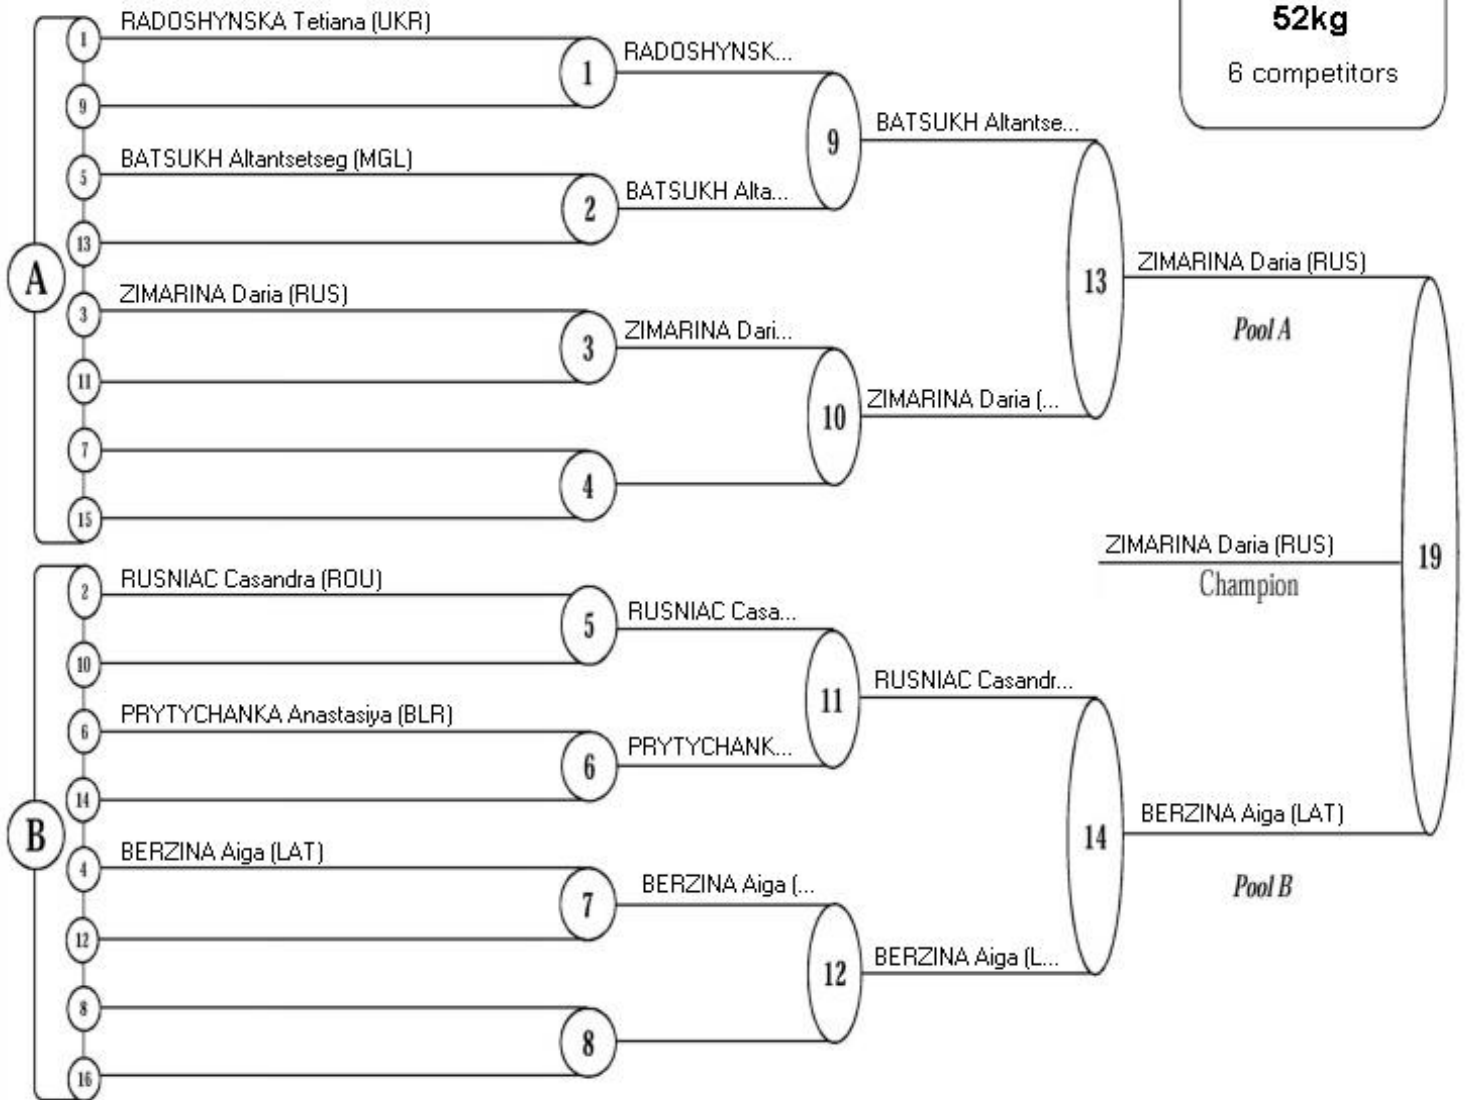 52kg
6 competitors
A
1
RADOSHYNSKA Tetiana (UKR)
9
1
RADOSHYNSK...
5
BATSUKH Altantsetseg (MGL)
13
2
BATSUKH Alta...
9
BATSUKH Altantse...
3
ZIMARINA Daria (RUS)
11
3
ZIMARINA Dari...
7
15
4
10
ZIMARINA Daria (...
13
ZIMARINA Daria (RUS)
Pool A
B
2
RUSNIAC Casandra (ROU)
10
5
RUSNIAC Casa...
6
PRYTYCHANKA Anastasiya (BLR)
14
6
PRYTYCHANK...
11
RUSNIAC Casandr...
4
BERZINA Aiga (LAT)
12
7
BERZINA Aiga (...
8
16
8
12
BERZINA Aiga (L...
14
BERZINA Aiga (LAT)
Pool B
19
ZIMARINA Daria (RUS)
Champion